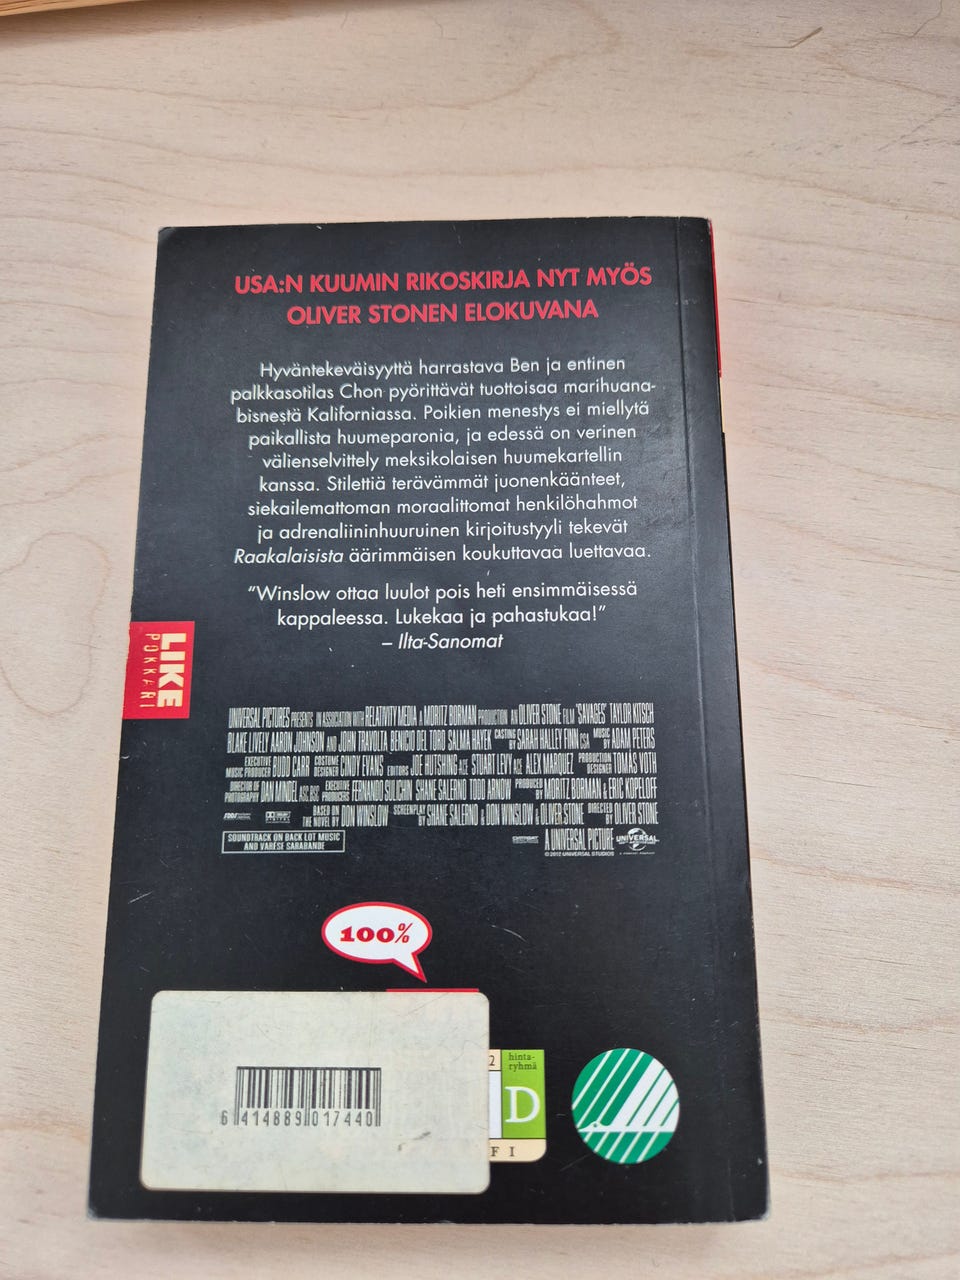 USA:N KUUMIN RIKOSKIRJA NYT MYÖS
OLIVER STONEN ELOKUVANA
Hyväntekeväisyyttä harrastava Ben ja entinen
palkkasotilas Chon pyörittävät tuottoisaa marihuana-
bisnestä Kaliforniassa. Poikien menestys ei miellytä
paikallista huumeparonia, ja edessä on verinen
välienselvittely meksikolaisen huumekartellin
kanssa. Stilettiä terävämmät juonenkäänteet,
siekailemattoman moraalittomat henkilöhahmot
ja adrenaliininhuuruinen kirjoitustyyli tekevät
Raakalaisista äärimmäisen koukuttavaa luettavaa.
”Winslow ottaa luulot pois heti ensimmäisessä
kappaleessa. Lukekaa ja pahastukaa!”
– Ilta-Sanomat
LIKE
POKKARI
UNIVERSAL PICTURES PRESENTS IN ASSOCIATION WITH RELATIVITY MEDIA A MORITZ BORMAN PRODUCTION AN OLIVER STONE FILM "SAVAGES" TAYLOR KITSCH
BLAKE LIVELY AARON JOHNSON AND JOHN TRAVOLTA BENICIO DEL TORO SALMA HAYEK CASTING BY SARAH HALLEY FINN CSA MUSIC BY ADAM PETERS
EXECUTIVE MUSIC PRODUCER BUDD CARR COSTUME DESIGNER CINDY EVANS EDITORS JOE HUTSHING ACE STUART LEVY ACE ALEX MARQUEZ PRODUCTION DESIGNER TOMAS VOTH
DIRECTOR OF PHOTOGRAPHY DAN MINDEL ASC, BSC EXECUTIVE PRODUCERS FERNANDO SULICHIN SHANE SALERNO TODD ARNOW PRODUCED BY MORITZ BORMAN & ERIC KOPELOFF
BASED ON THE NOVEL BY DON WINSLOW SCREENPLAY BY SHANE SALERNO & DON WINSLOW & OLIVER STONE DIRECTED BY OLIVER STONE
SOUNDTRACK ON BACK LOT MUSIC
AND VARÈSE SARABANDE
A UNIVERSAL PICTURE
UNIVERSAL
© 2012 UNIVERSAL STUDIOS
100%
2
hinta-
ryhmä
D
FI
6 414889 017440